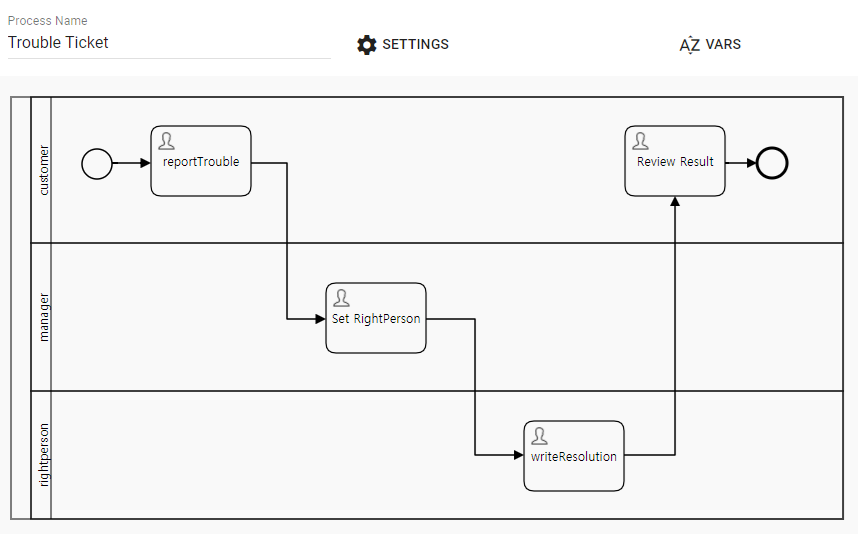 Process Name
Trouble Ticket
SETTINGS
AZ VARS
customer
reportTrouble
Review Result
manager
Set RightPerson
rightperson
writeResolution